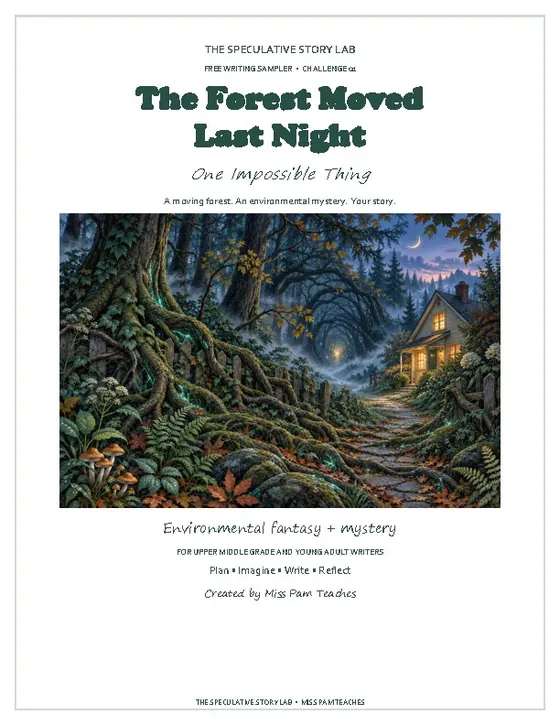 THE SPECULATIVE STORY LAB
FREE WRITING SAMPLER • CHALLENGE 01
The Forest Moved
Last Night
One Impossible Thing
A moving forest. An environmental mystery. Your story.
Environmental fantasy + mystery
FOR UPPER MIDDLE GRADE AND YOUNG ADULT WRITERS
Plan • Imagine • Write • Reflect
Created by Miss Pam Teaches
THE SPECULATIVE STORY LAB • MISS PAM TEACHES